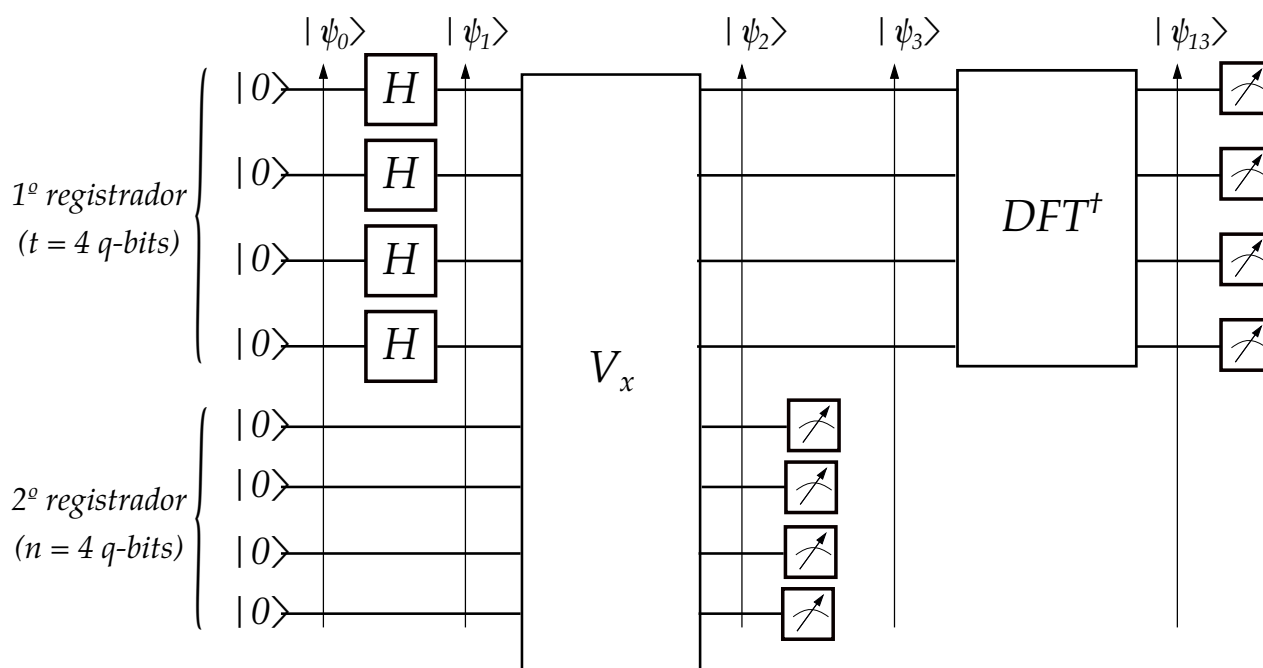 | ψ0⟩ | ψ1⟩ | ψ2⟩ | ψ3⟩ | ψ13⟩
| 0⟩ H
| 0⟩ H
1º registrador
(t = 4 q-bits)
DFT†
| 0⟩ H
| 0⟩ H
Vx
| 0⟩
| 0⟩
2º registrador
(n = 4 q-bits)
| 0⟩
| 0⟩